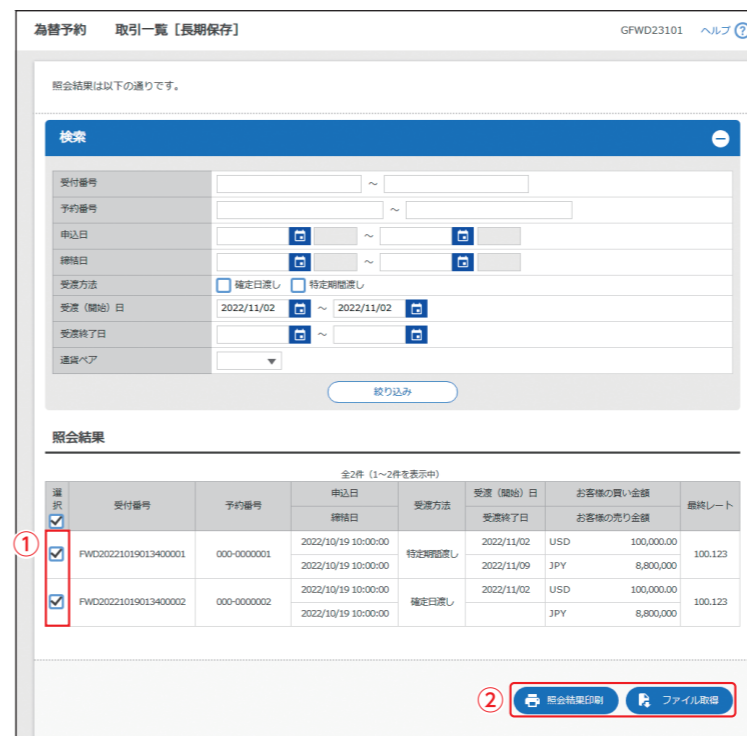 為替予約 取引一覧［長期保存］ GFWD23101 ヘルプ ?
照会結果は以下の通りです。
検索
受付番号 ～
予約番号 ～
申込日 ～
締結日 ～
受渡方法 確定日渡し 特定期間渡し
受渡（開始）日 2022/11/02 ～ 2022/11/02
受渡終了日 ～
通貨ペア
絞り込み
照会結果
全2件（1～2件を表示中）
選択 受付番号 予約番号 申込日 受渡方法 受渡（開始）日 お客様の買い金額 最終レート
締結日 受渡終了日 お客様の売り金額
①
FWD20221019013400001 000-0000001 2022/10/19 10:00:00 特定期間渡し 2022/11/02 USD 100,000.00 100.123
2022/10/19 10:00:00 2022/11/09 JPY 8,800,000
FWD20221019013400002 000-0000002 2022/10/19 10:00:00 確定日渡し 2022/11/02 USD 100,000.00 100.123
2022/10/19 10:00:00 JPY 8,800,000
② 照会結果印刷 ファイル取得